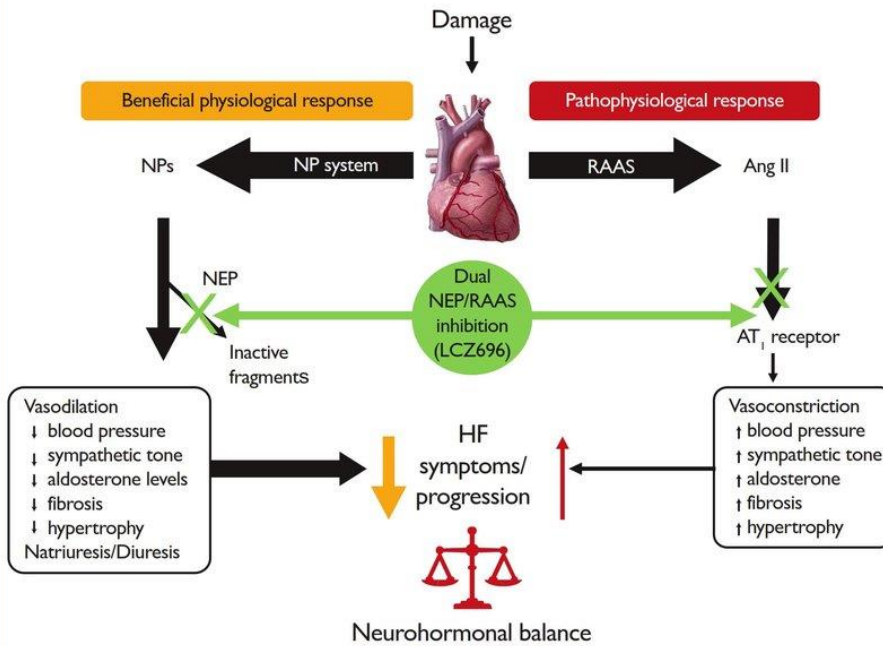 Damage
Beneficial physiological response
Pathophysiological response
NPs
NP system
RAAS
Ang II
NEP
Inactive
fragments
Dual
NEP/RAAS
inhibition
(LCZ696)
AT₁ receptor
Vasodilation
↓ blood pressure
↓ sympathetic tone
↓ aldosterone levels
↓ fibrosis
↓ hypertrophy
Natriuresis/Diuresis
HF
symptoms/
progression
Vasoconstriction
↑ blood pressure
↑ sympathetic tone
↑ aldosterone
↑ fibrosis
↑ hypertrophy
Neurohormonal balance